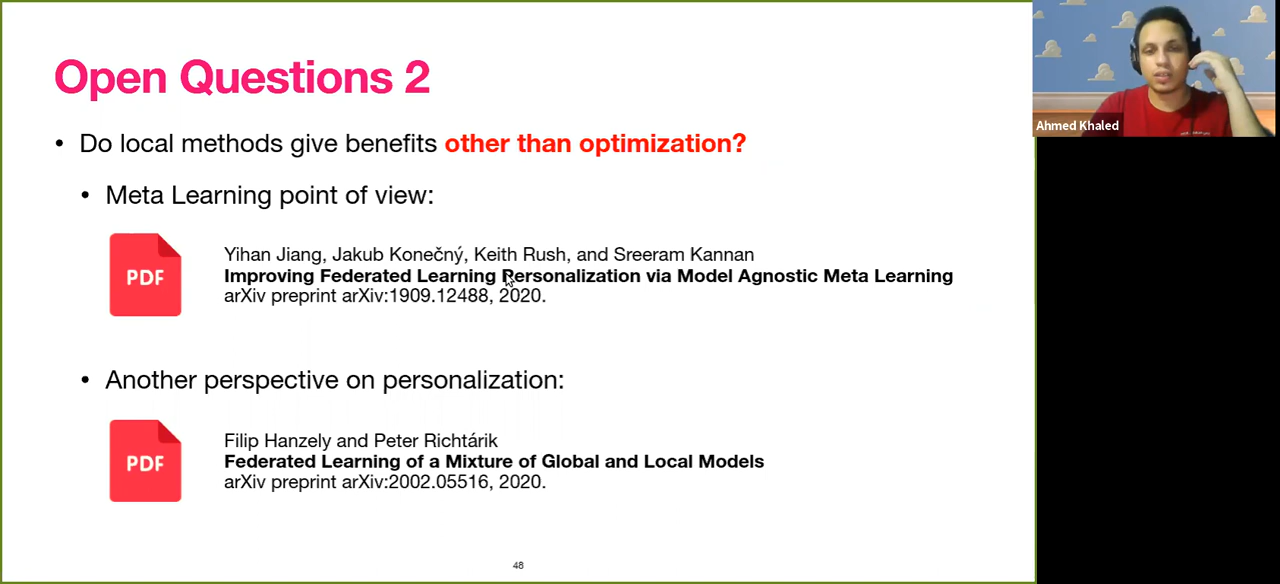 Open Questions 2
Ahmed Khaled
• Do local methods give benefits other than optimization?
• Meta Learning point of view:
PDF
Yihan Jiang, Jakub Konečný, Keith Rush, and Sreeram Kannan
Improving Federated Learning Personalization via Model Agnostic Meta Learning
arXiv preprint arXiv:1909.12488, 2020.
• Another perspective on personalization:
PDF
Filip Hanzely and Peter Richtárik
Federated Learning of a Mixture of Global and Local Models
arXiv preprint arXiv:2002.05516, 2020.
48